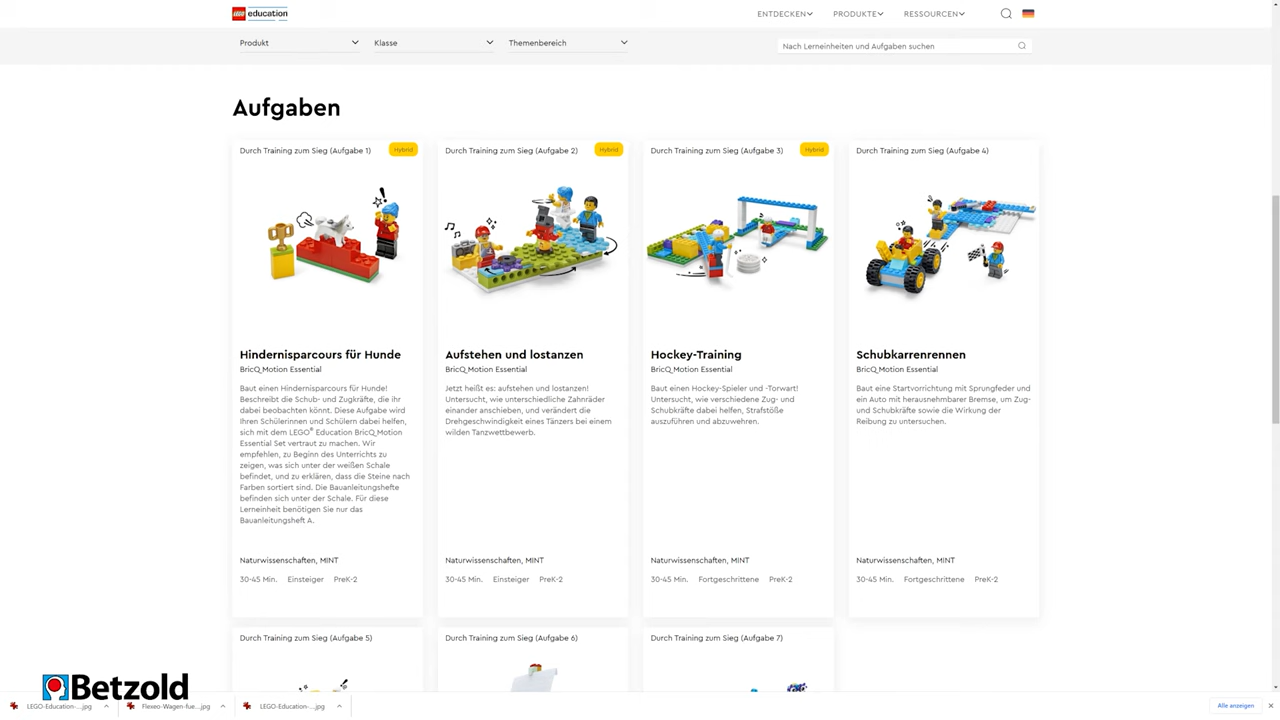 LEGO education
ENTDECKEN
PRODUKTE
RESSOURCEN
Produkt
Klasse
Themenbereich
Nach Lerneinheiten und Aufgaben suchen
Aufgaben
Durch Training zum Sieg (Aufgabe 1)
Hybrid
Hindernisparcours für Hunde
BricQ Motion Essential
Baut einen Hindernisparcours für Hunde!
Beschreibt die Schub- und Zugkräfte, die ihr
dabei beobachten könnt. Diese Aufgabe wird
Ihren Schülerinnen und Schülern dabei helfen,
sich mit dem LEGO® Education BricQ Motion
Essential Set vertraut zu machen. Wir
empfehlen, zu Beginn des Unterrichts zu
zeigen, was sich unter der weißen Schale
befindet, und zu erklären, dass die Steine nach
Farben sortiert sind. Die Bauanleitungshefte
befinden sich unter der Schale. Für diese
Lerneinheit benötigen Sie nur das
Bauanleitungsheft A.
Naturwissenschaften, MINT
30-45 Min. Einsteiger PreK-2
Durch Training zum Sieg (Aufgabe 2)
Hybrid
Aufstehen und lostanzen
BricQ Motion Essential
Jetzt heißt es: aufstehen und lostanzen!
Untersucht, wie unterschiedliche Zahnräder
einander anschieben, und verändert die
Drehgeschwindigkeit eines Tänzers bei einem
wilden Tanzwettbewerb.
Naturwissenschaften, MINT
30-45 Min. Einsteiger PreK-2
Durch Training zum Sieg (Aufgabe 3)
Hybrid
Hockey-Training
BricQ Motion Essential
Baut einen Hockey-Spieler und -Torwart!
Untersucht, wie verschiedene Zug- und
Schubkräfte dabei helfen, Strafstöße
auszuführen und abzuwehren.
Naturwissenschaften, MINT
30-45 Min. Fortgeschrittene PreK-2
Durch Training zum Sieg (Aufgabe 4)
Schubkarrenrennen
BricQ Motion Essential
Baut eine Startvorrichtung mit Sprungfeder und
ein Auto mit herausnehmbarer Bremse, um Zug-
und Schubkräfte sowie die Wirkung der
Reibung zu untersuchen.
Naturwissenschaften, MINT
30-45 Min. Fortgeschrittene PreK-2
Durch Training zum Sieg (Aufgabe 5)
Durch Training zum Sieg (Aufgabe 6)
Durch Training zum Sieg (Aufgabe 7)
Betzold
LEGO-Education-....jpg
Flexeo-Wagen-fue....jpg
LEGO-Education-....jpg
Alle anzeigen